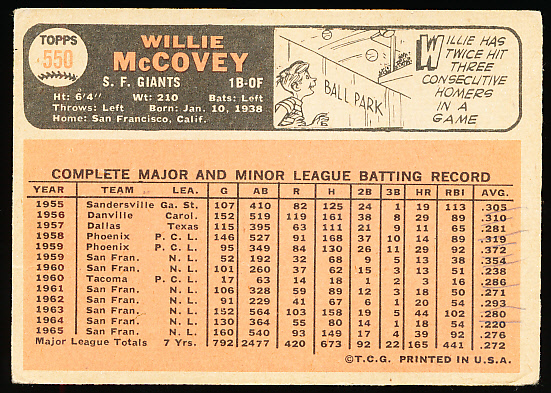 TOPPS
550
WILLIE
McCOVEY
S. F. GIANTS 1B-OF
Ht: 6'4" Wt: 210 Bats: Left
Throws: Left Born: Jan. 10, 1938
Home: San Francisco, Calif.
BALL PARK
WILLIE HAS
TWICE HIT
THREE
CONSECUTIVE
HOMERS
IN A
GAME
COMPLETE MAJOR AND MINOR LEAGUE BATTING RECORD
YEAR TEAM LEA. G AB R H 2B 3B HR RBI AVG.
1955 Sandersville Ga. St. 107 410 82 125 24 1 19 113 .305
1956 Danville Carol. 152 519 119 161 38 8 29 89 .310
1957 Dallas Texas 115 395 63 111 21 9 11 65 .281
1958 Phoenix P. C. L. 146 527 91 168 37 10 14 89 .319
1959 Phoenix P. C. L. 95 349 84 130 26 11 29 92 .372
1959 San Fran. N. L. 52 192 32 68 9 5 13 38 .354
1960 San Fran. N. L. 101 260 37 62 15 3 13 51 .238
1960 Tacoma P. C. L. 17 63 14 18 1 2 3 16 .286
1961 San Fran. N. L. 106 328 59 89 12 3 18 50 .271
1962 San Fran. N. L. 91 229 41 67 6 1 20 54 .293
1963 San Fran. N. L. 152 564 103 158 19 5 44 102 .280
1964 San Fran. N. L. 130 364 55 80 14 1 18 54 .220
1965 San Fran. N. L. 160 540 93 149 17 4 39 92 .276
Major League Totals 7 Yrs. 792 2477 420 673 92 22 165 441 .272
©T.C.G. PRINTED IN U.S.A.